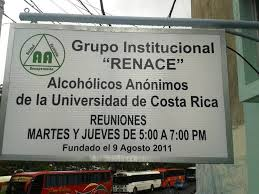 AA
Grupo Institucional
"RENACE"
Alcohólicos Anónimos
de la Universidad de Costa Rica
REUNIONES
MARTES Y JUEVES DE 5:00 A 7:00 PM
Fundado el 9 Agosto 2011